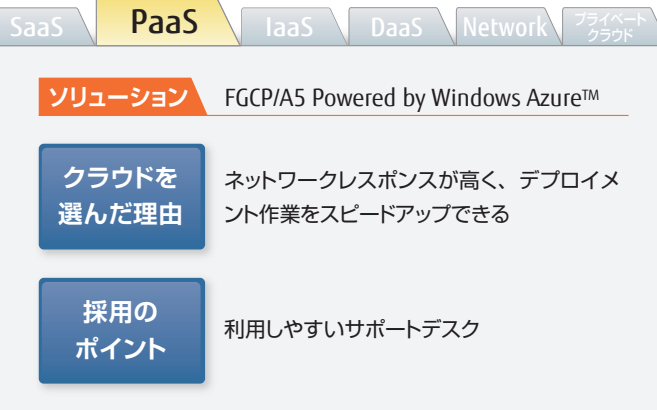 SaaS PaaS IaaS DaaS Network プライベート
クラウド
ソリューション FGCP/A5 Powered by Windows Azure™
クラウドを
選んだ理由
ネットワークレスポンスが高く、デプロイメ
ント作業をスピードアップできる
採用の
ポイント
利用しやすいサポートデスク